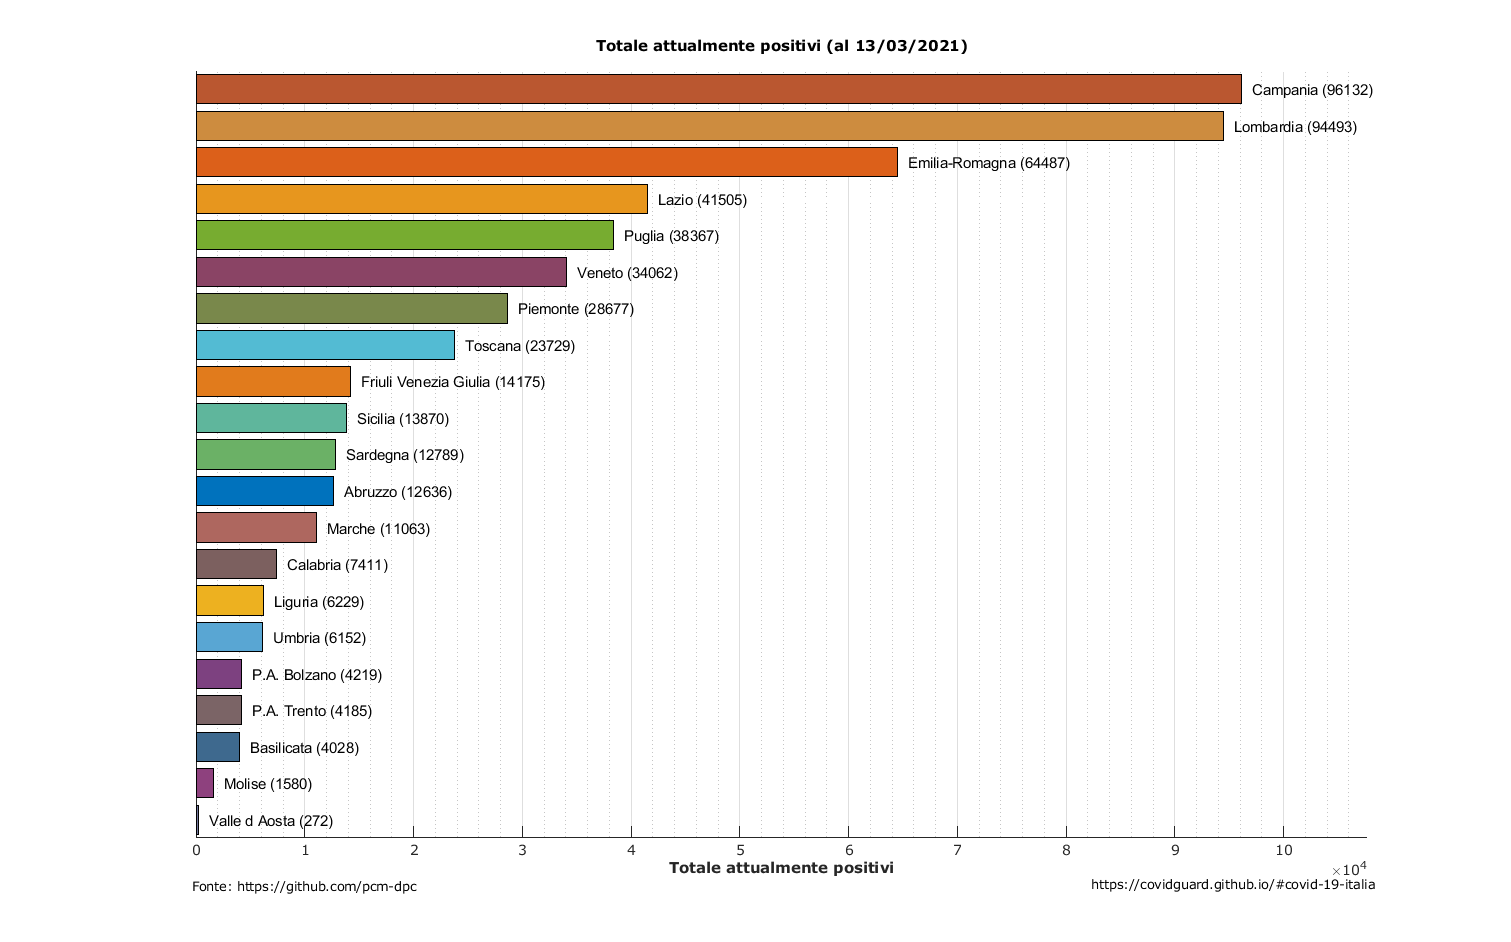 Totale attualmente positivi (al 13/03/2021)
Campania (96132)
Lombardia (94493)
Emilia-Romagna (64487)
Lazio (41505)
Puglia (38367)
Veneto (34062)
Piemonte (28677)
Toscana (23729)
Friuli Venezia Giulia (14175)
Sicilia (13870)
Sardegna (12789)
Abruzzo (12636)
Marche (11063)
Calabria (7411)
Liguria (6229)
Umbria (6152)
P.A. Bolzano (4219)
P.A. Trento (4185)
Basilicata (4028)
Molise (1580)
Valle d Aosta (272)
0 1 2 3 4 5 6 7 8 9 10
×10⁴
Totale attualmente positivi
Fonte: https://github.com/pcm-dpc
https://covidguard.github.io/#covid-19-italia